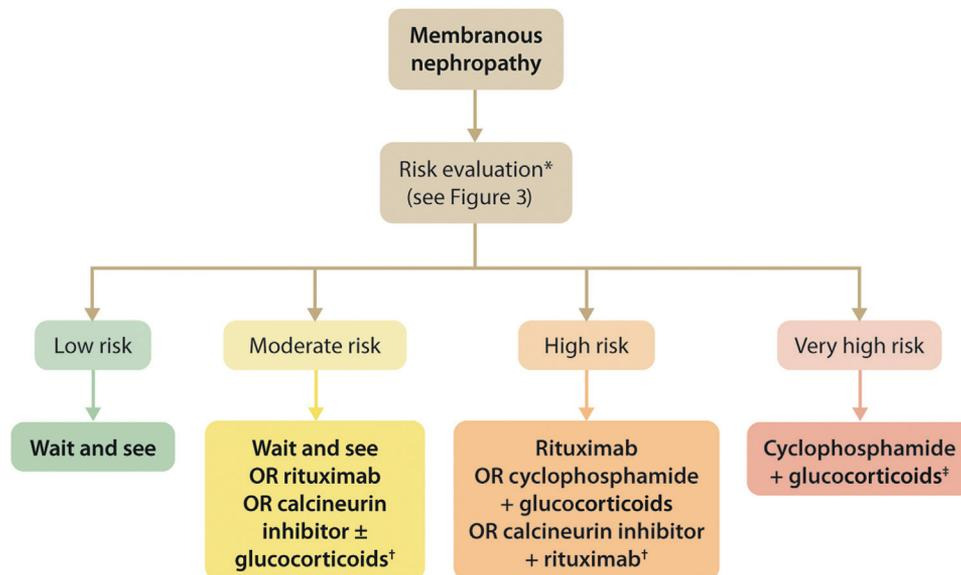 Membranous
nephropathy
Risk evaluation*
(see Figure 3)
Low risk
Moderate risk
High risk
Very high risk
Wait and see
Wait and see
OR rituximab
OR calcineurin
inhibitor ±
glucocorticoids†
Rituximab
OR cyclophosphamide
+ glucocorticoids
OR calcineurin inhibitor
+ rituximab†
Cyclophosphamide
+ glucocorticoids‡